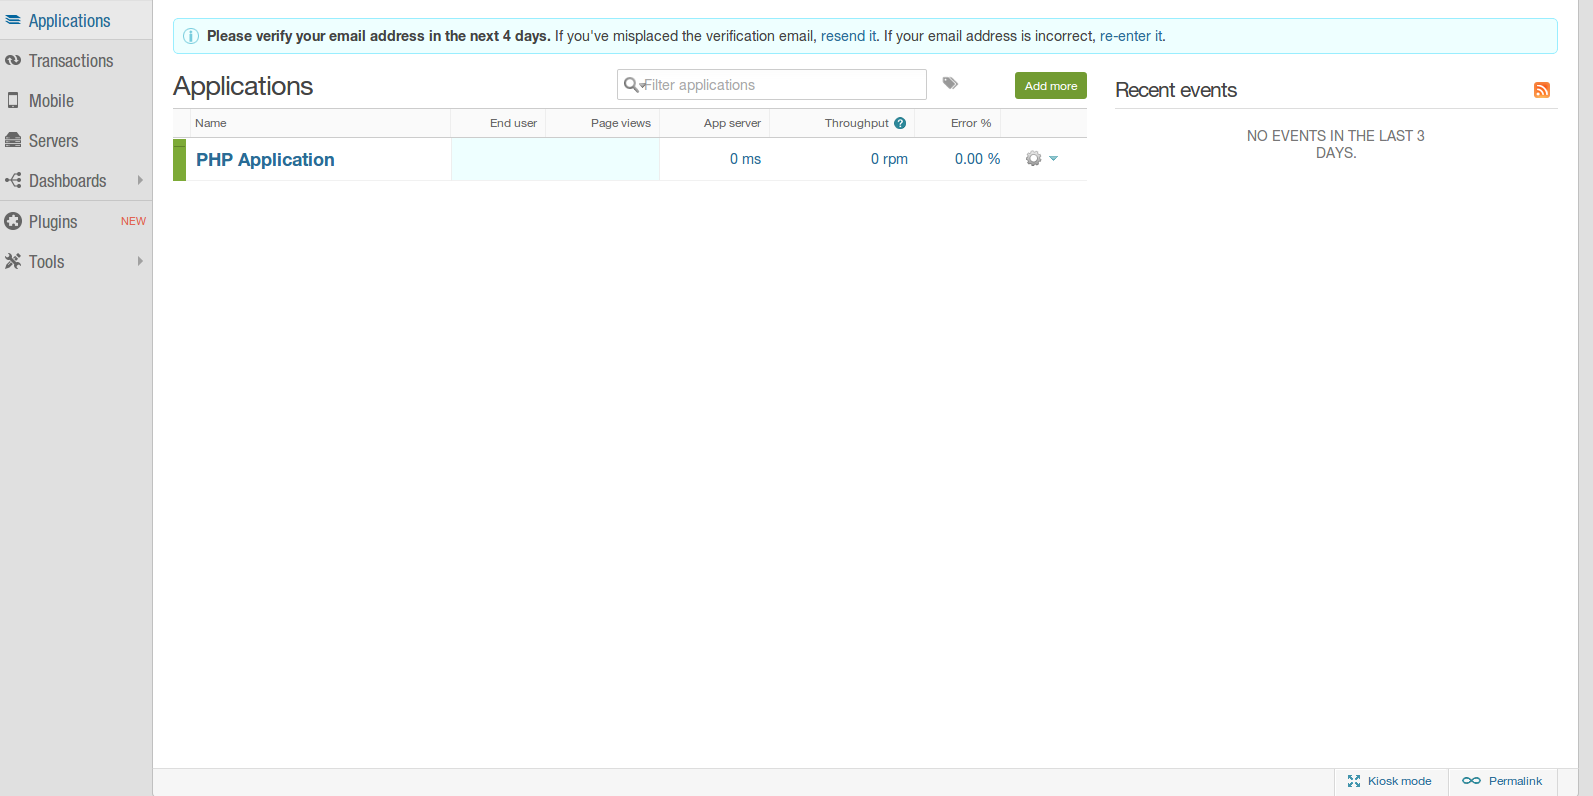 Applications
Transactions
Mobile
Servers
Dashboards
Plugins NEW
Tools
Please verify your email address in the next 4 days. If you've misplaced the verification email, resend it. If your email address is incorrect, re-enter it.
Applications
Filter applications
Add more
Name End user Page views App server Throughput ? Error %
PHP Application 0 ms 0 rpm 0.00 %
Recent events
NO EVENTS IN THE LAST 3
DAYS.
Kiosk mode Permalink